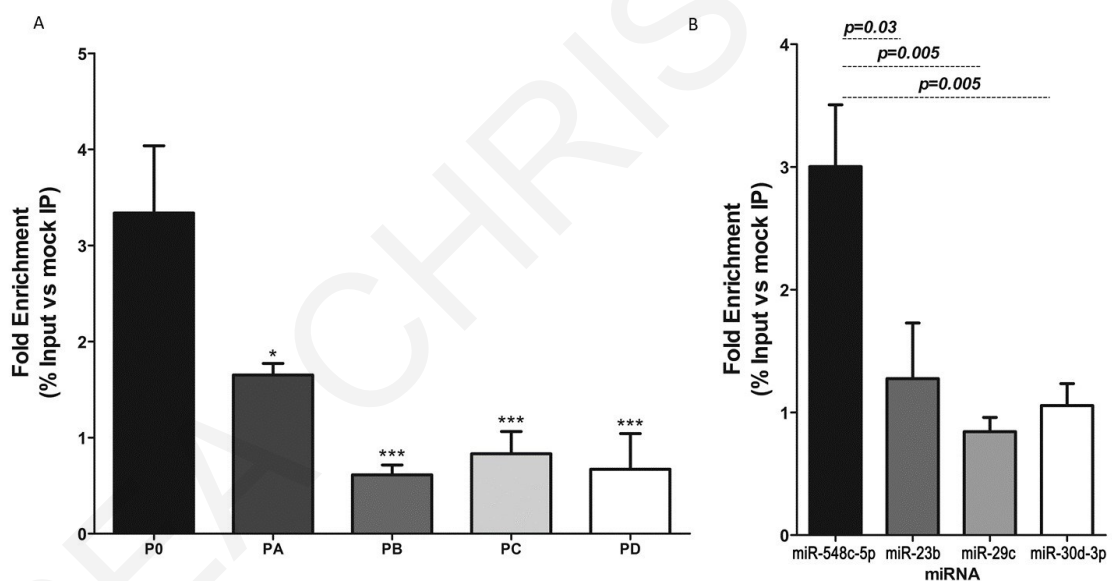 A
Fold Enrichment
(% Input vs mock IP)
5
4
3
2
1
0
*
***
***
***
P0 PA PB PC PD
B
p=0.03
p=0.005
p=0.005
Fold Enrichment
(% Input vs mock IP)
4
3
2
1
0
miR-548c-5p miR-23b miR-29c miR-30d-3p
miRNA
EA CHRIS